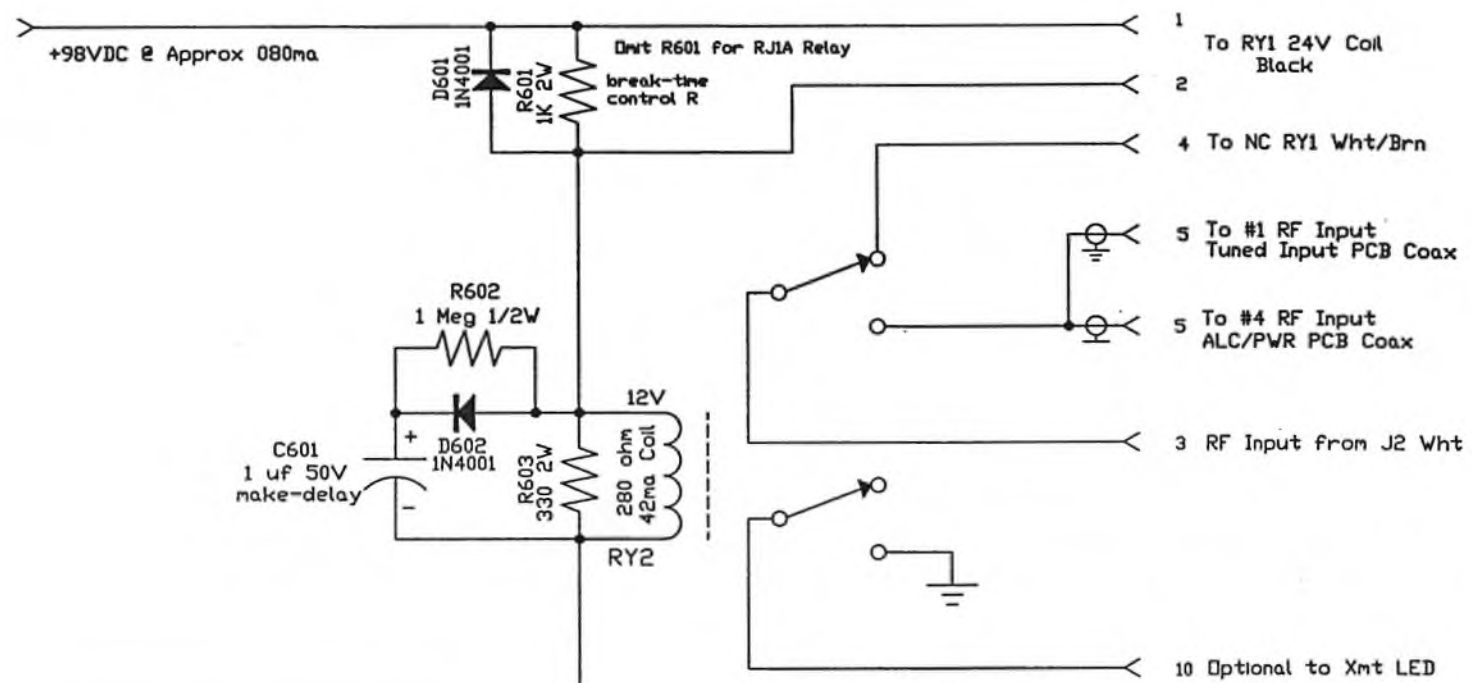 +98VDC @ Approx 080ma
D601
1N4001
R601
1K 2W
Omit R601 for RJ1A Relay
break-time
control R
1
To RY1 24V Coil
Black
2
4 To NC RY1 Wht/Brn
5 To #1 RF Input
Tuned Input PCB Coax
5 To #4 RF Input
ALC/PWR PCB Coax
R602
1 Meg 1/2W
12V
C601
1 uf 50V
make-delay
+
-
D602
1N4001
R603
330 2W
280 ohm
42ma Coil
RY2
3 RF Input from J2 Wht
10 Optional to Xmt LED